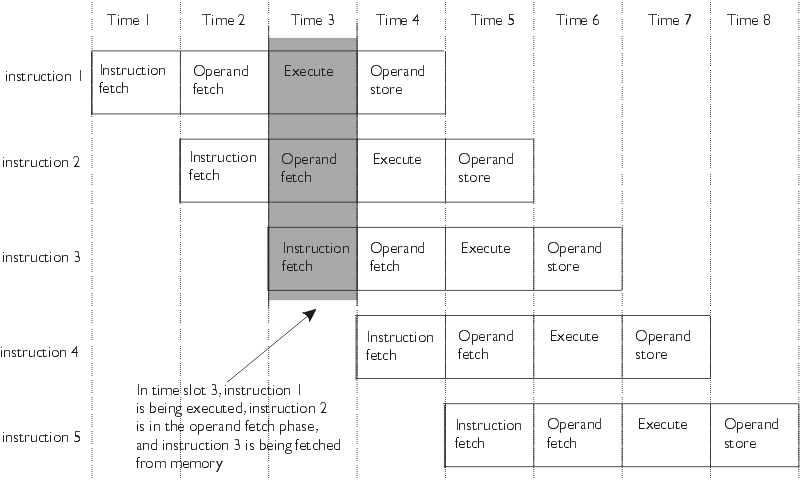 Time 1 Time 2 Time 3 Time 4 Time 5 Time 6 Time 7 Time 8
instruction 1
Instruction
fetch
Operand
fetch
Execute
Operand
store
instruction 2
Instruction
fetch
Operand
fetch
Execute
Operand
store
instruction 3
Instruction
fetch
Operand
fetch
Execute
Operand
store
instruction 4
Instruction
fetch
Operand
fetch
Execute
Operand
store
In time slot 3, instruction 1
is being executed, instruction 2
is in the operand fetch phase,
and instruction 3 is being fetched
from memory
instruction 5
Instruction
fetch
Operand
fetch
Execute
Operand
store